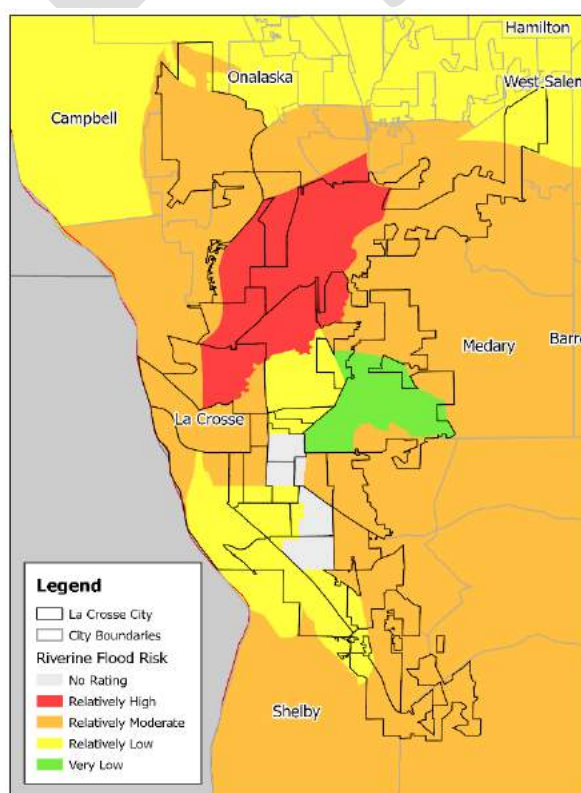 Hamilton
Onalaska
West Salem
Campbell
Medary
Barre
La Crosse
Legend
La Crosse City
City Boundaries
Riverine Flood Risk
No Rating
Relatively High
Relatively Moderate
Relatively Low
Very Low
Shelby